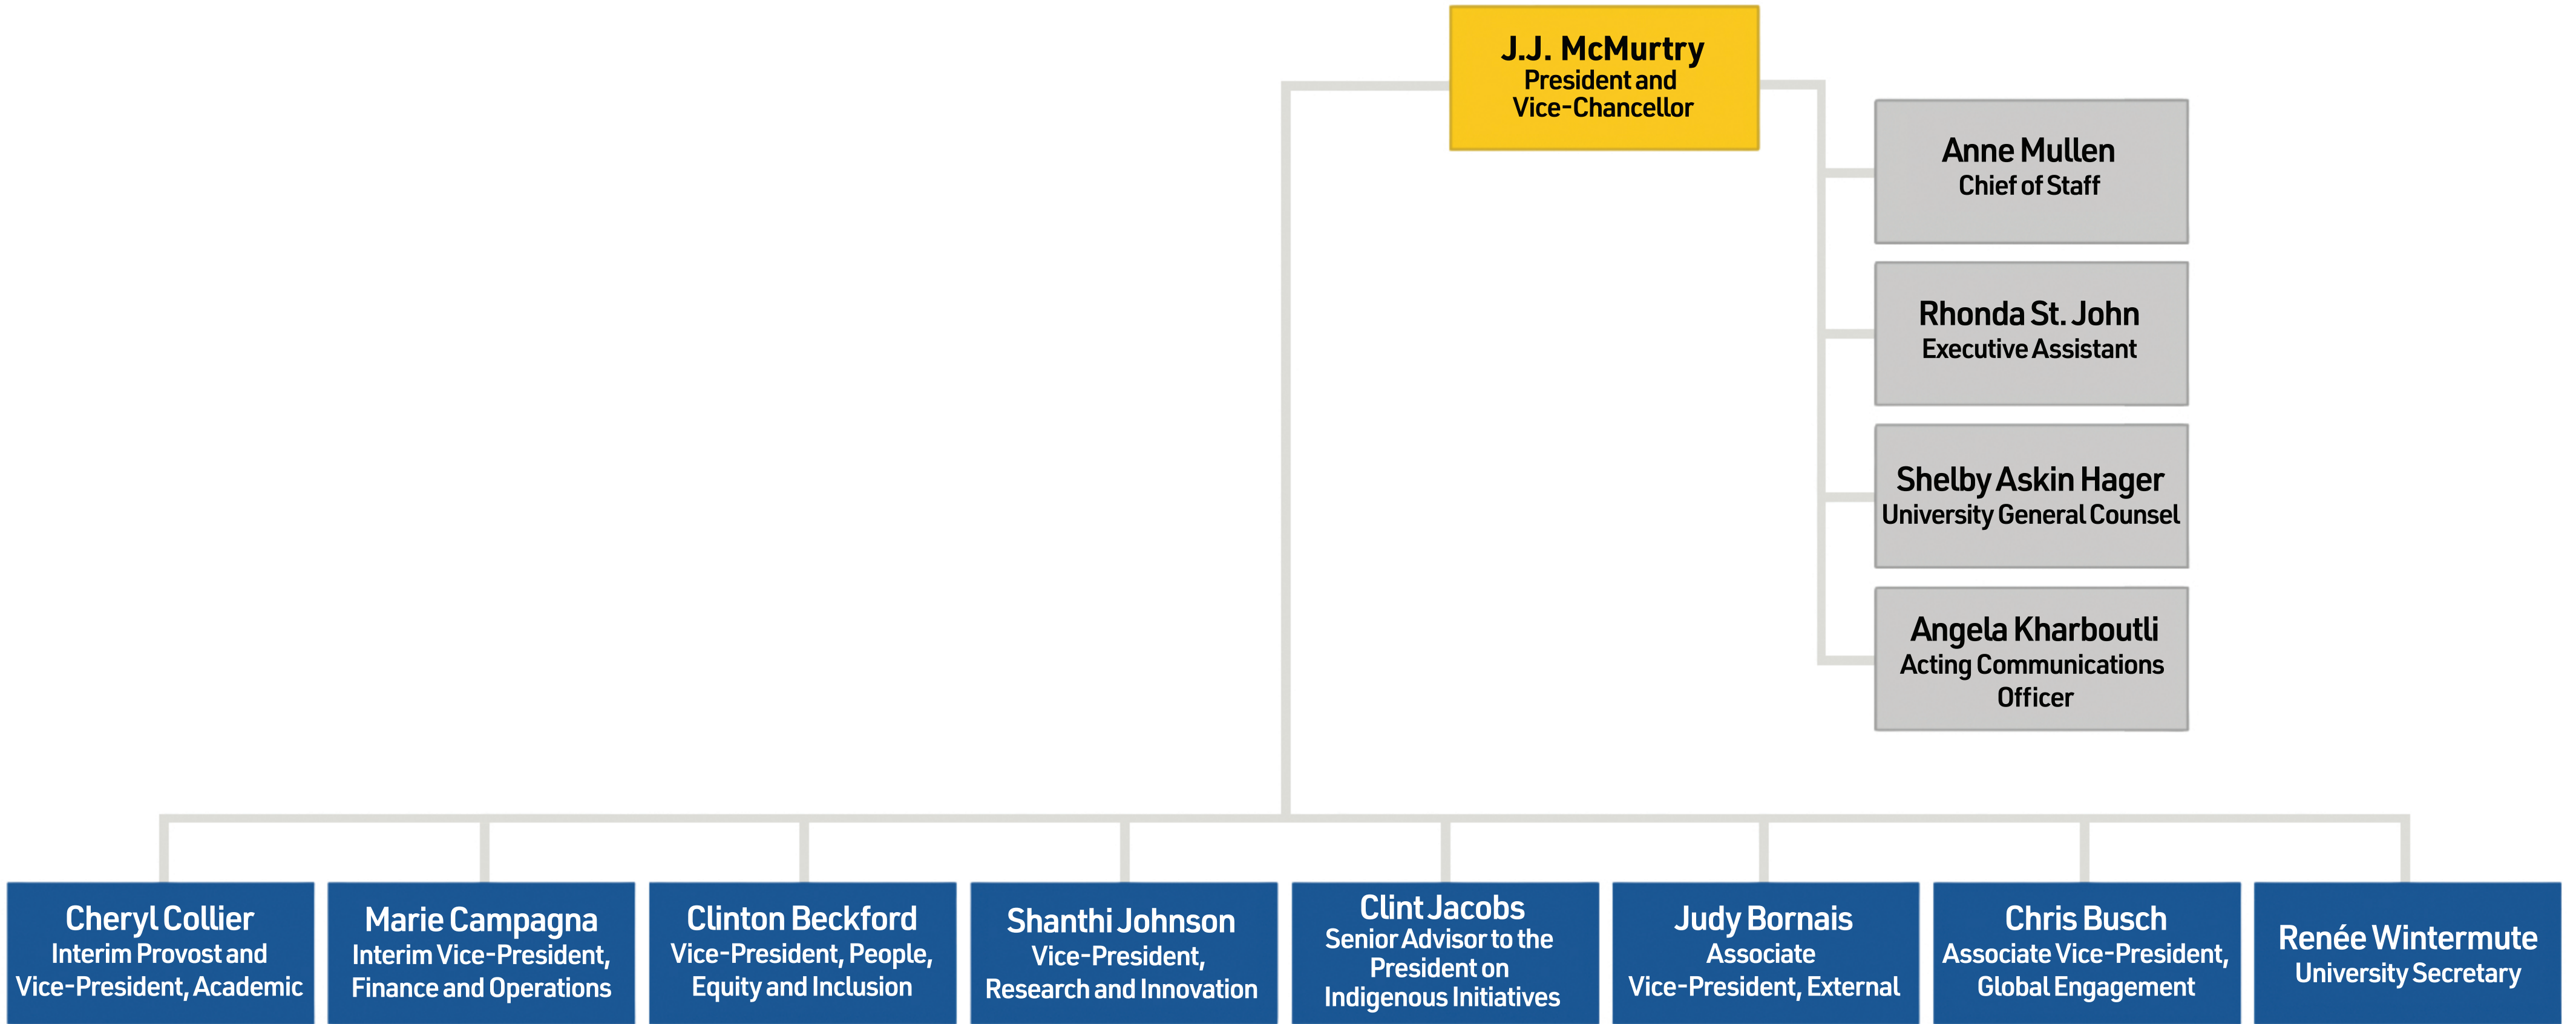 J.J. McMurtry
President and
Vice-Chancellor
Anne Mullen
Chief of Staff
Rhonda St. John
Executive Assistant
Shelby Askin Hager
University General Counsel
Angela Kharboutli
Acting Communications
Officer
Cheryl Collier
Interim Provost and
Vice-President, Academic
Marie Campagna
Interim Vice-President,
Finance and Operations
Clinton Beckford
Vice-President, People,
Equity and Inclusion
Shanthi Johnson
Vice-President,
Research and Innovation
Clint Jacobs
Senior Advisor to the
President on
Indigenous Initiatives
Judy Bornais
Associate
Vice-President, External
Chris Busch
Associate Vice-President,
Global Engagement
Renée Wintermute
University Secretary